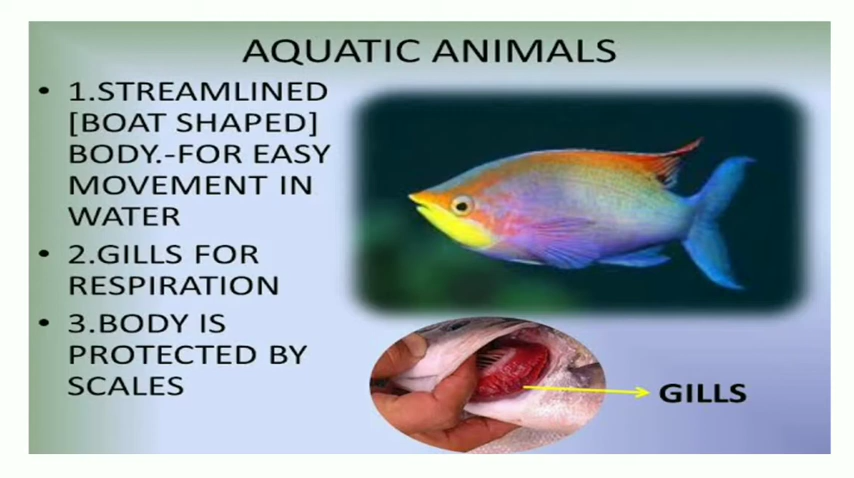 AQUATIC ANIMALS
• 1.STREAMLINED
[BOAT SHAPED]
BODY.-FOR EASY
MOVEMENT IN
WATER
• 2.GILLS FOR
RESPIRATION
• 3.BODY IS
PROTECTED BY
SCALES
GILLS